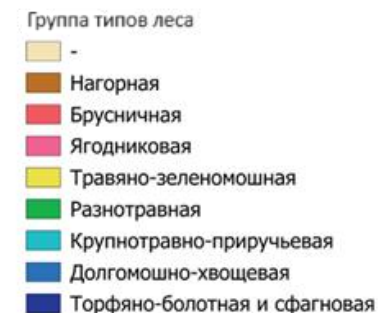 Группа типов леса
-
Нагорная
Брусничная
Ягодниковая
Травяно-зеленомошная
Разнотравная
Крупнотравно-приручьевая
Долгомошно-хвощевая
Торфяно-болотная и сфагновая